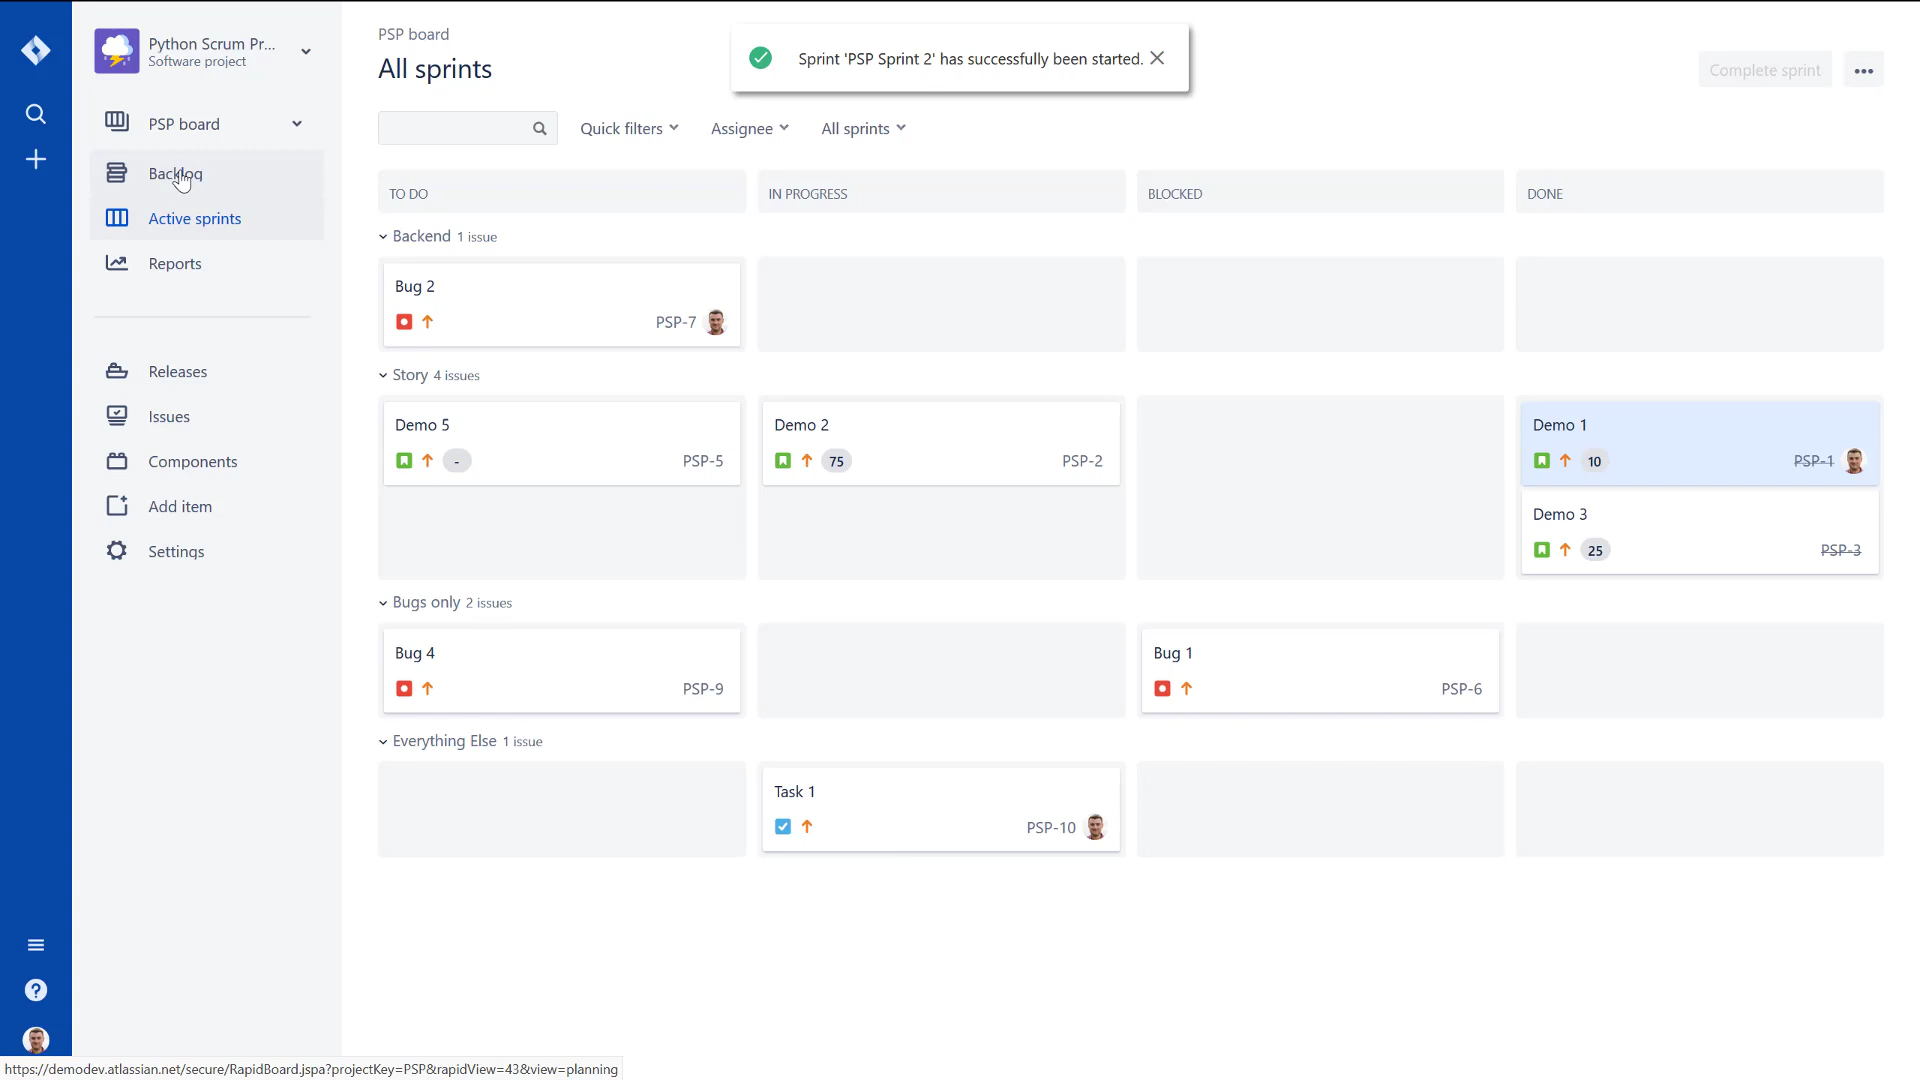 Python Scrum Pr...
Software project
PSP board
Backlog
Active sprints
Reports
Releases
Issues
Components
Add item
Settings
PSP board
All sprints
Sprint 'PSP Sprint 2' has successfully been started.
Complete sprint
Quick filters
Assignee
All sprints
TO DO
IN PROGRESS
BLOCKED
DONE
Backend 1 issue
Bug 2
PSP-7
Story 4 issues
Demo 5
-
PSP-5
Demo 2
75
PSP-2
Demo 1
10
PSP-1
Demo 3
25
PSP-3
Bugs only 2 issues
Bug 4
PSP-9
Bug 1
PSP-6
Everything Else 1 issue
Task 1
PSP-10
https://demodev.atlassian.net/secure/RapidBoard.jspa?projectKey=PSP&rapidView=43&view=planning